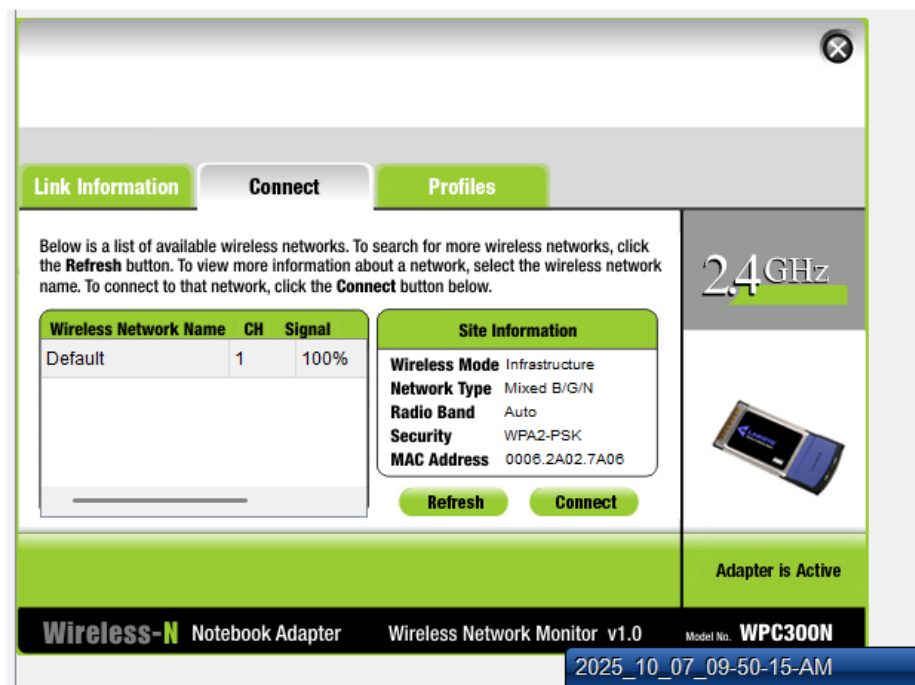 Link Information
Connect
Profiles
Below is a list of available wireless networks. To search for more wireless networks, click
the Refresh button. To view more information about a network, select the wireless network
name. To connect to that network, click the Connect button below.
2.4GHz
Wireless Network Name CH Signal
Default 1 100%
Site Information
Wireless Mode Infrastructure
Network Type Mixed B/G/N
Radio Band Auto
Security WPA2-PSK
MAC Address 0006.2A02.7A06
Refresh
Connect
LINKSYS
Adapter is Active
Wireless-N Notebook Adapter Wireless Network Monitor v1.0 Model No. WPC300N
2025_10_07_09-50-15-AM